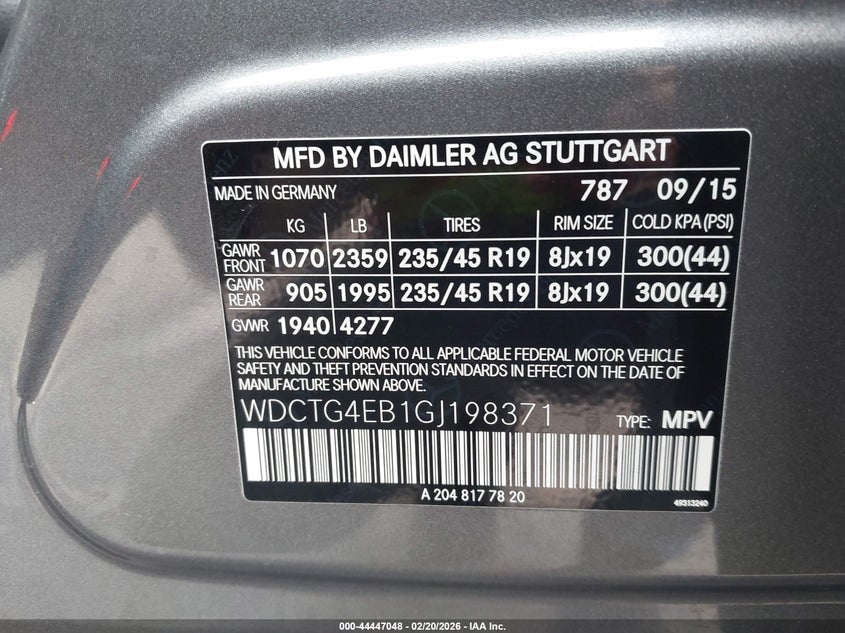 MFD BY DAIMLER AG STUTTGART
MADE IN GERMANY 787 09/15
KG LB TIRES RIM SIZE COLD KPA (PSI)
GAWR FRONT 1070 2359 235/45 R19 8Jx19 300(44)
GAWR REAR 905 1995 235/45 R19 8Jx19 300(44)
GVWR 1940 4277
THIS VEHICLE CONFORMS TO ALL APPLICABLE FEDERAL MOTOR VEHICLE
SAFETY AND THEFT PREVENTION STANDARDS IN EFFECT ON THE DATE OF
MANUFACTURE SHOWN ABOVE.
WDCTG4EB1GJ198371 TYPE: MPV
A 204 817 78 20
49313240
000-44447048 - 02/20/2026 - IAA Inc.